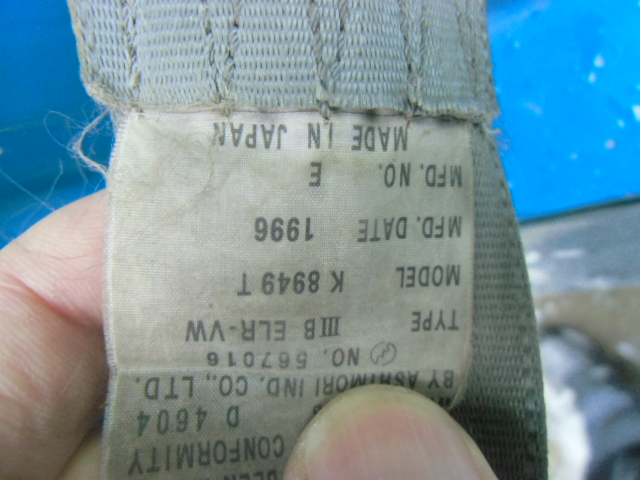 CONFORMITY
D 4604
BY ASHIMORI IND. CO., LTD.
NO. 567016
TYPE IIIB ELR-VW
MODEL K 8949 T
MFD. DATE 1996
MFD. NO. E
MADE IN JAPAN